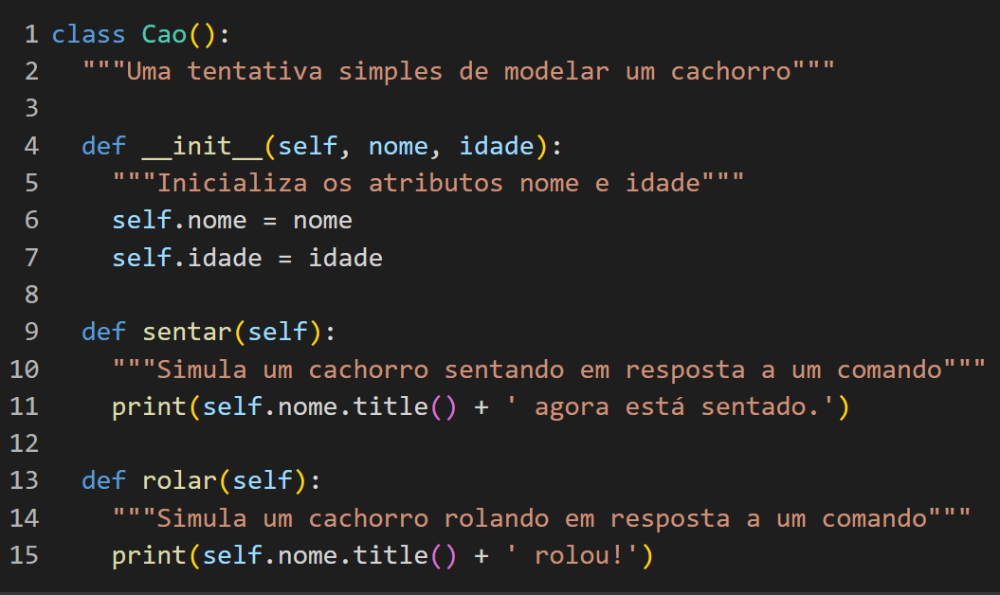 1 class Cao():
2   """Uma tentativa simples de modelar um cachorro"""
3
4   def __init__(self, nome, idade):
5     """Inicializa os atributos nome e idade"""
6     self.nome = nome
7     self.idade = idade
8
9   def sentar(self):
10     """Simula um cachorro sentando em resposta a um comando"""
11     print(self.nome.title() + ' agora está sentado.')
12
13   def rolar(self):
14     """Simula um cachorro rolando em resposta a um comando"""
15     print(self.nome.title() + ' rolou!')